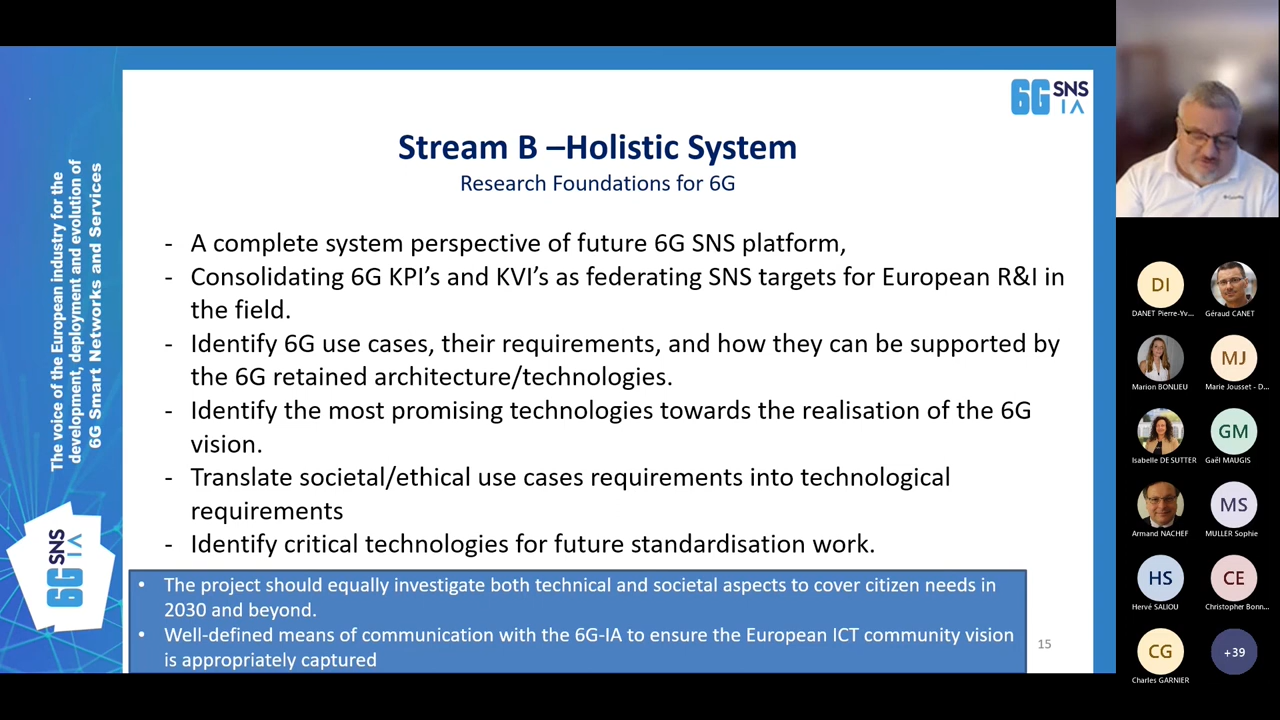 6G SNS IA
Stream B –Holistic System
Research Foundations for 6G
- A complete system perspective of future 6G SNS platform,
- Consolidating 6G KPI’s and KVI’s as federating SNS targets for European R&I in
the field.
- Identify 6G use cases, their requirements, and how they can be supported by
the 6G retained architecture/technologies.
- Identify the most promising technologies towards the realisation of the 6G
vision.
- Translate societal/ethical use cases requirements into technological
requirements
- Identify critical technologies for future standardisation work.
• The project should equally investigate both technical and societal aspects to cover citizen needs in
2030 and beyond.
• Well-defined means of communication with the 6G-IA to ensure the European ICT community vision
is appropriately captured
15
The voice of the European industry for the
development, deployment and evolution of
6G Smart Networks and Services
6G SNS IA
DI
DANET Pierre-Yv...
Géraud CANET
Marion BONLIEU
MJ
Marie Jousset - D...
Isabelle DE SUTTER
GM
Gaël MAUGIS
Armand NACHEF
MS
MULLER Sophie
HS
Hervé SALIOU
CE
Christopher Bonn...
CG
Charles GARNIER
+39